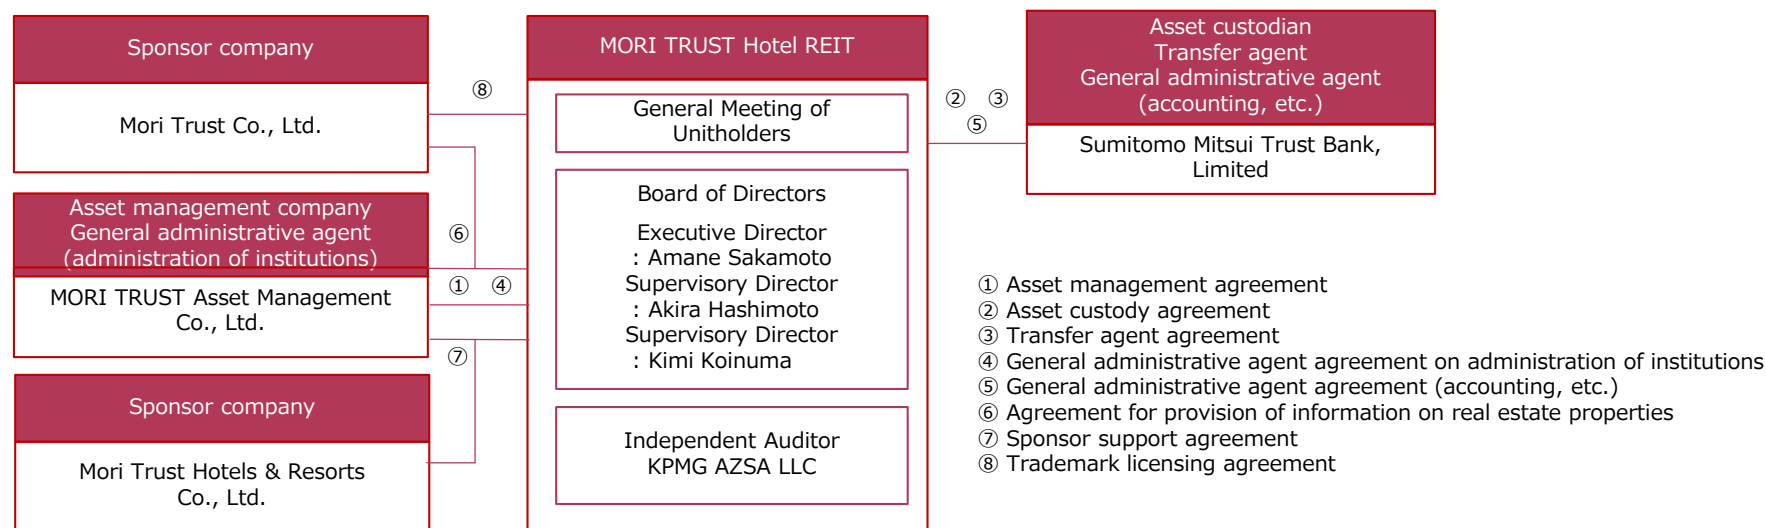 Sponsor company
Mori Trust Co., Ltd.
⑧
Asset management company
General administrative agent
(administration of institutions)
MORI TRUST Asset Management
Co., Ltd.
⑥
① ④
⑦
Sponsor company
Mori Trust Hotels & Resorts
Co., Ltd.
MORI TRUST Hotel REIT
General Meeting of
Unitholders
Board of Directors
Executive Director
: Amane Sakamoto
Supervisory Director
: Akira Hashimoto
Supervisory Director
: Kimi Koinuma
Independent Auditor
KPMG AZSA LLC
② ③
⑤
Asset custodian
Transfer agent
General administrative agent
(accounting, etc.)
Sumitomo Mitsui Trust Bank,
Limited
① Asset management agreement
② Asset custody agreement
③ Transfer agent agreement
④ General administrative agent agreement on administration of institutions
⑤ General administrative agent agreement (accounting, etc.)
⑥ Agreement for provision of information on real estate properties
⑦ Sponsor support agreement
⑧ Trademark licensing agreement